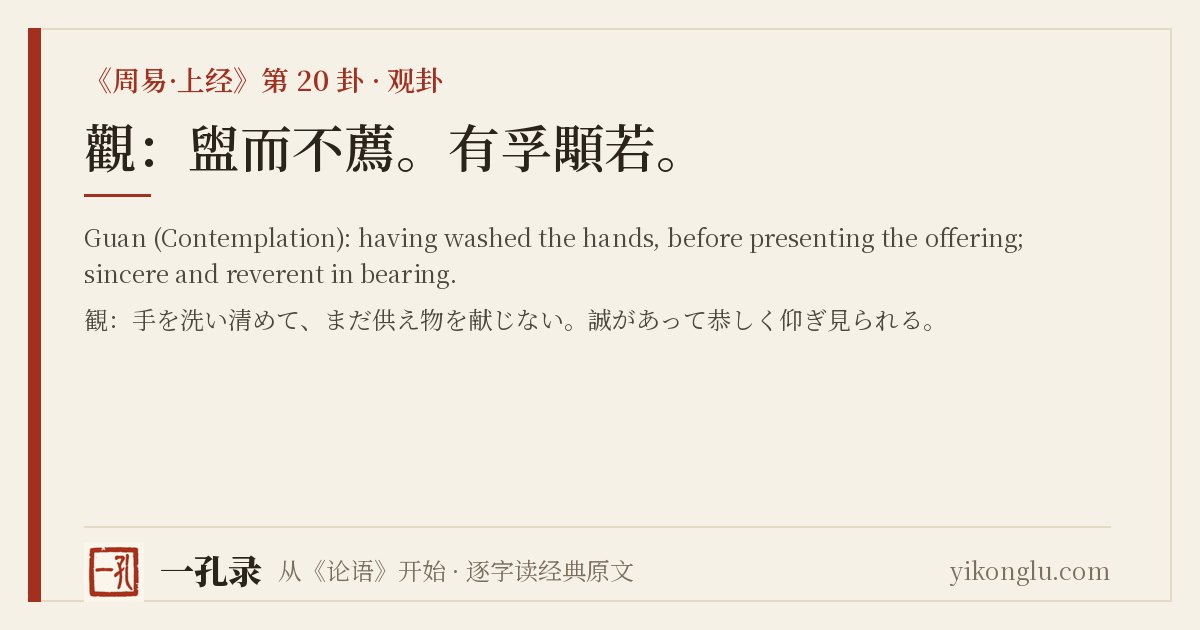 《周易·上经》第 20 卦 · 观卦
觀：盥而不薦。有孚顒若。
Guan (Contemplation): having washed the hands, before presenting the offering;
sincere and reverent in bearing.
観：手を洗い清めて、まだ供え物を献じない。誠があって恭しく仰ぎ見られる。
一孔
一孔录 从《论语》开始 · 逐字读经典原文 yikonglu.com